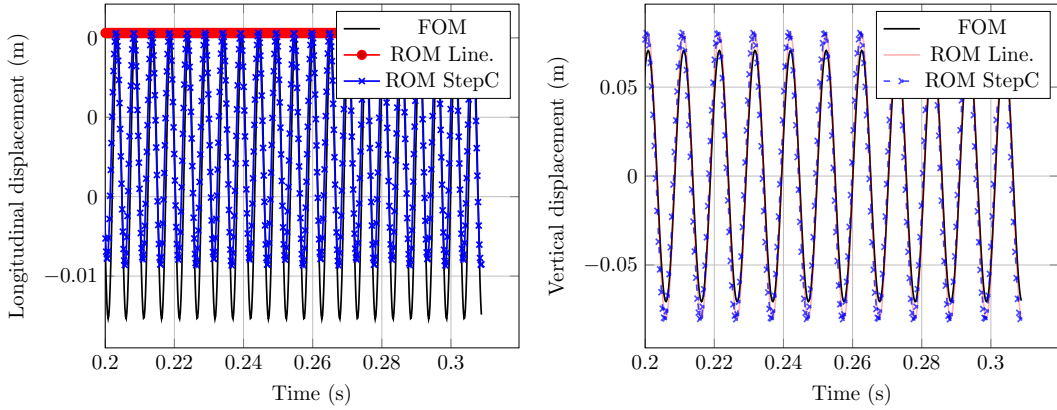 0
0
0
−0.01
Longitudinal displacement (m)
FOM
ROM Line.
ROM StepC
0.2
0.22
0.24
0.26
0.28
0.3
Time (s)
0.05
0
−0.05
Vertical displacement (m)
FOM
ROM Line.
ROM StepC
0.2
0.22
0.24
0.26
0.28
0.3
Time (s)